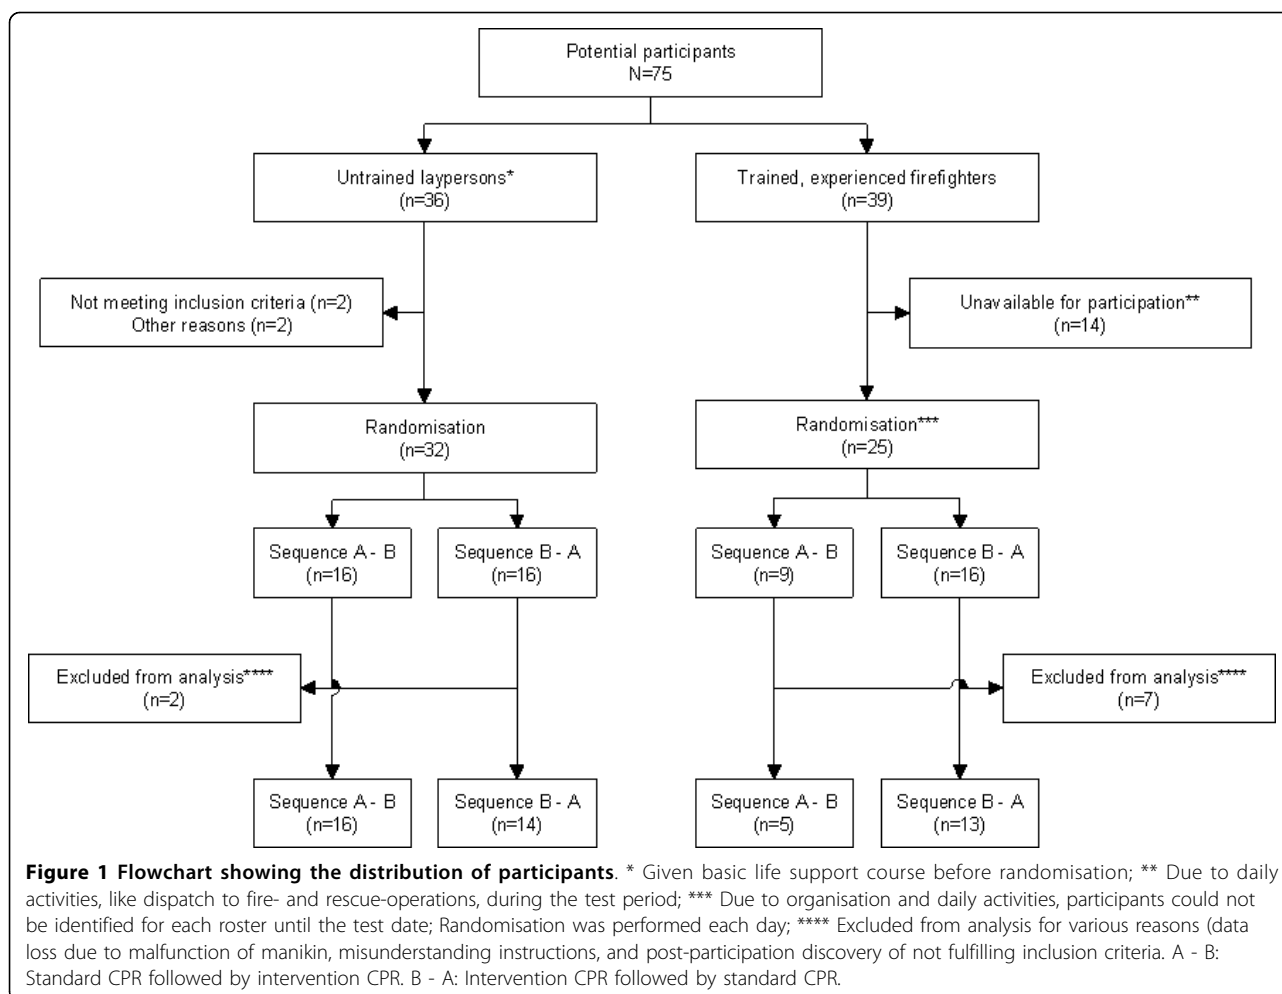 Potential participants
N=75
Untrained laypersons*
(n=36)
Trained, experienced firefighters
(n=39)
Not meeting inclusion criteria (n=2)
Other reasons (n=2)
Unavailable for participation**
(n=14)
Randomisation
(n=32)
Randomisation***
(n=25)
Sequence A - B
(n=16)
Sequence B - A
(n=16)
Sequence A - B
(n=9)
Sequence B - A
(n=16)
Excluded from analysis****
(n=2)
Excluded from analysis****
(n=7)
Sequence A - B
(n=16)
Sequence B - A
(n=14)
Sequence A - B
(n=5)
Sequence B - A
(n=13)
Figure 1 Flowchart showing the distribution of participants. * Given basic life support course before randomisation; ** Due to daily
activities, like dispatch to fire- and rescue-operations, during the test period; *** Due to organisation and daily activities, participants could not
be identified for each roster until the test date; Randomisation was performed each day; **** Excluded from analysis for various reasons (data
loss due to malfunction of manikin, misunderstanding instructions, and post-participation discovery of not fulfilling inclusion criteria. A - B:
Standard CPR followed by intervention CPR. B - A: Intervention CPR followed by standard CPR.